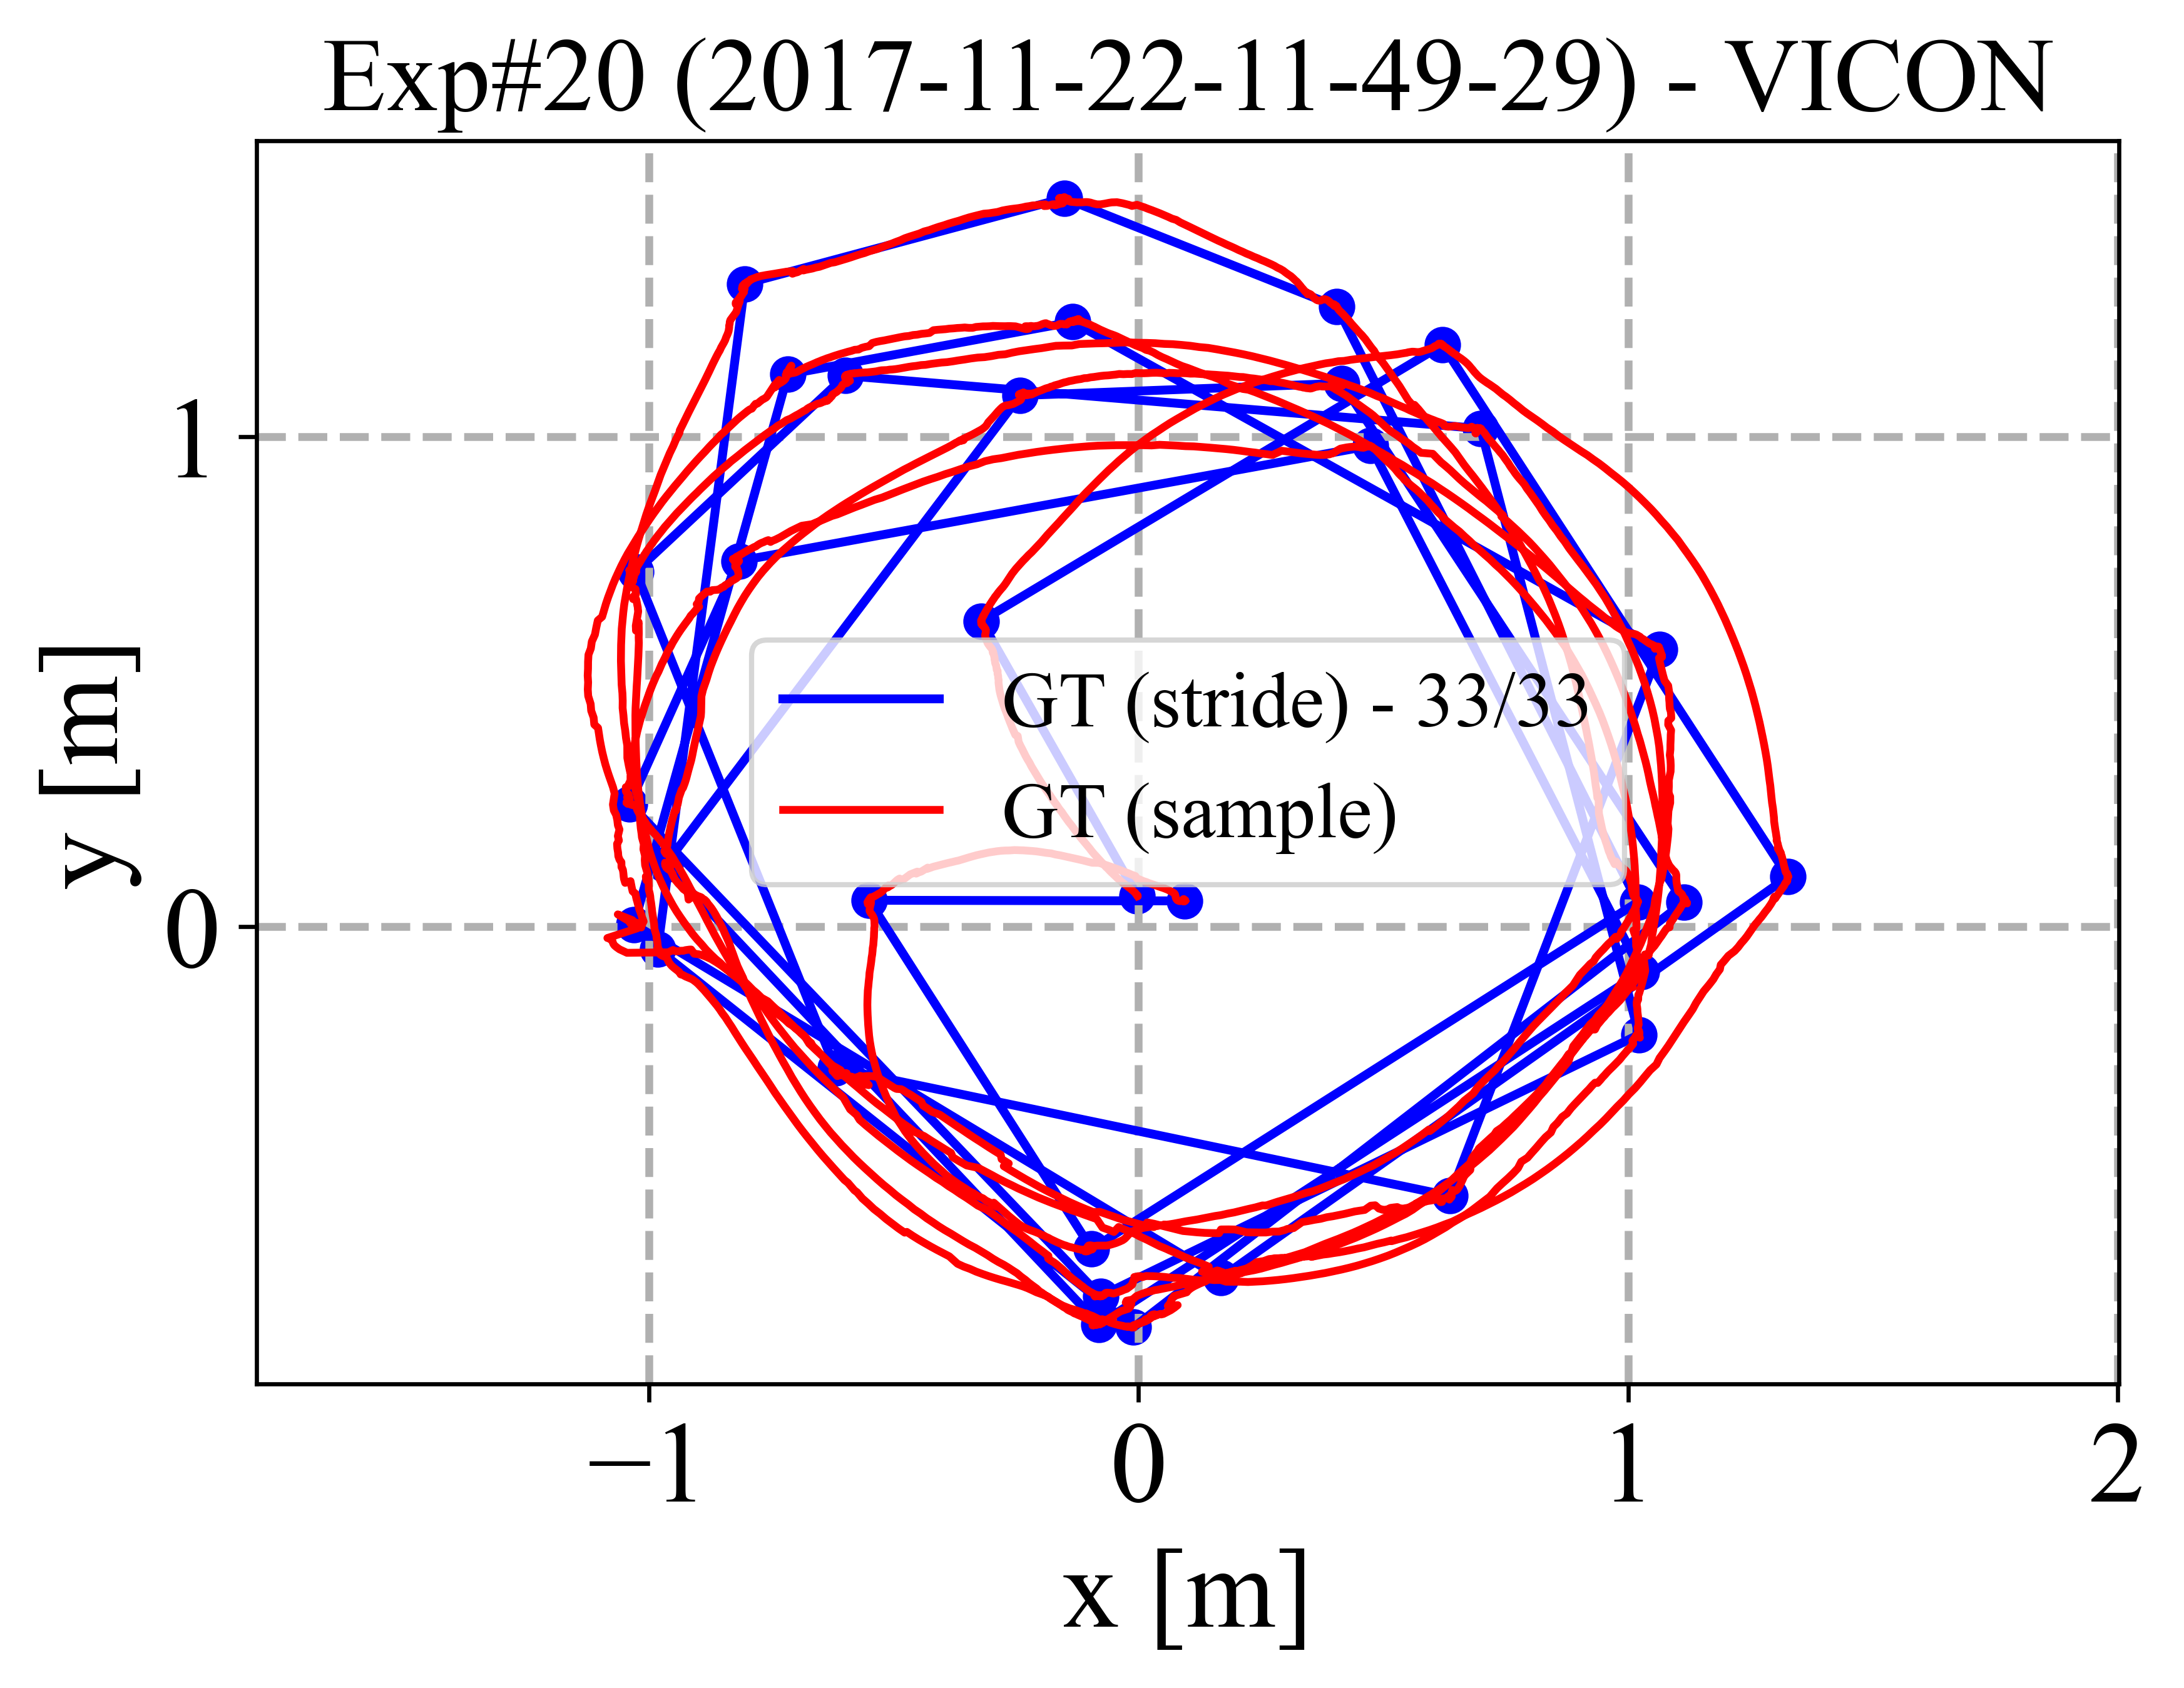 Exp#20 (2017-11-22-11-49-29) - VICON
y [m]
1
0
GT (stride) - 33/33
GT (sample)
−1 0 1 2
x [m]